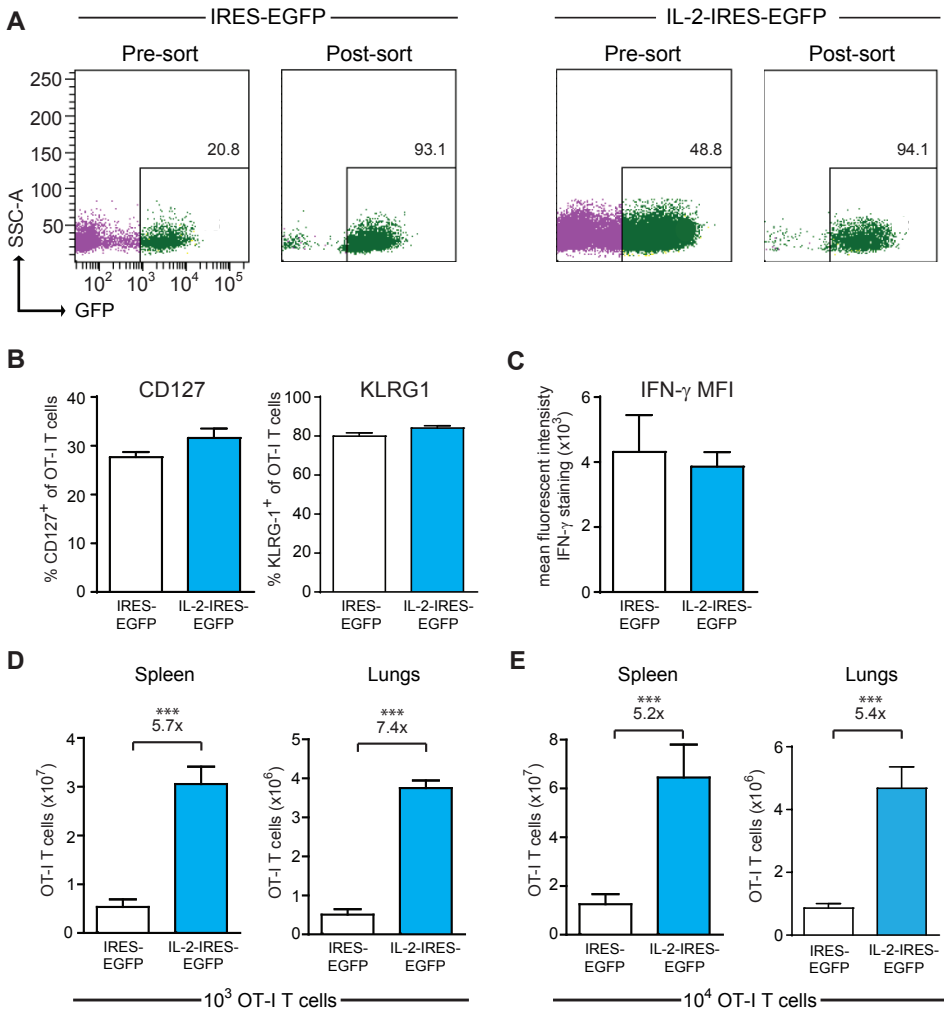 A
IRES-EGFP
IL-2-IRES-EGFP
Pre-sort
Post-sort
Pre-sort
Post-sort
250
200
150
100
50
SSC-A
20.8
93.1
48.8
94.1
10² 10³ 10⁴ 10⁵
GFP
B
CD127
% CD127⁺ of OT-I T cells
40
30
20
10
0
IRES-
EGFP
IL-2-IRES-
EGFP
KLRG1
% KLRG-1⁺ of OT-I T cells
100
80
60
40
20
0
IRES-
EGFP
IL-2-IRES-
EGFP
C
IFN-γ MFI
mean fluorescent intensisty
IFN-γ staining (x10³)
6
4
2
0
IRES-
EGFP
IL-2-IRES-
EGFP
D
Spleen
***
5.7x
OT-I T cells (x10⁷)
4
3
2
1
0
IRES-
EGFP
IL-2-IRES-
EGFP
Lungs
***
7.4x
OT-I T cells (x10⁶)
5
4
3
2
1
0
IRES-
EGFP
IL-2-IRES-
EGFP
10³ OT-I T cells
E
Spleen
***
5.2x
OT-I T cells (x10⁷)
8
6
4
2
0
IRES-
EGFP
IL-2-IRES-
EGFP
Lungs
***
5.4x
OT-I T cells (x10⁶)
6
4
2
0
IRES-
EGFP
IL-2-IRES-
EGFP
10⁴ OT-I T cells